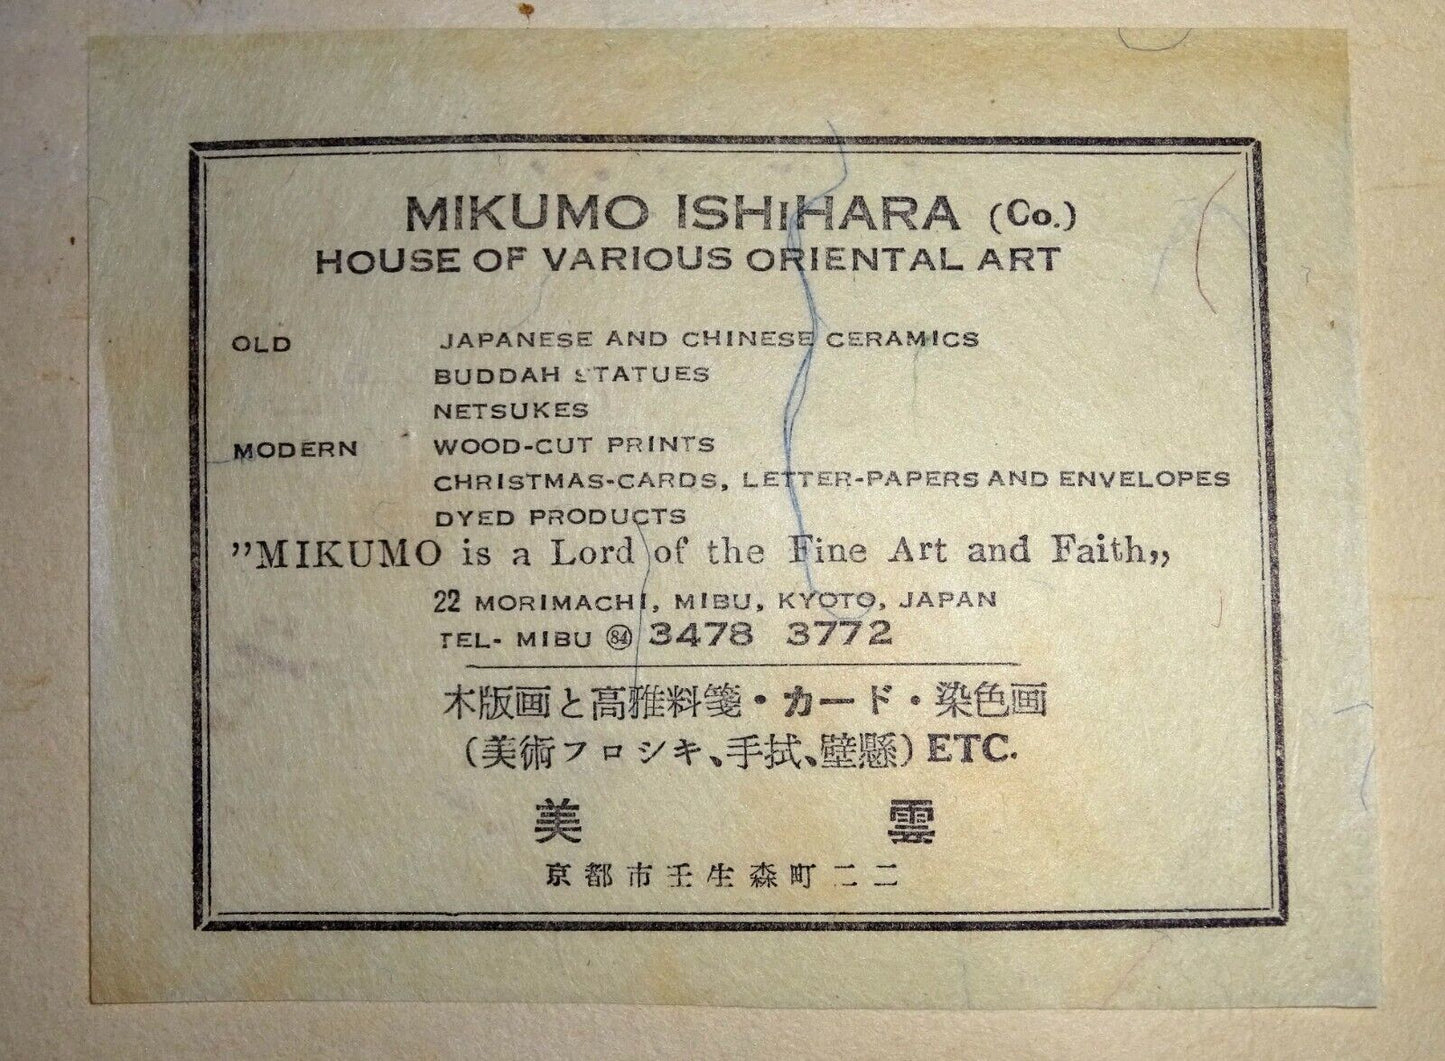 MIKUMO ISHIHARA (Co.)
HOUSE OF VARIOUS ORIENTAL ART
OLD JAPANESE AND CHINESE CERAMICS
BUDDAH STATUES
NETSUKES
MODERN WOOD-CUT PRINTS
CHRISTMAS-CARDS, LETTER-PAPERS AND ENVELOPES
DYED PRODUCTS
”MIKUMO is a Lord of the Fine Art and Faith„
22 MORIMACHI, MIBU, KYOTO, JAPAN
TEL- MIBU (84) 3478 3772
木版画と高雅料箋・カード・染色画
(美術フロシキ、手拭、壁懸) ETC.
美雲
京都市壬生森町二二